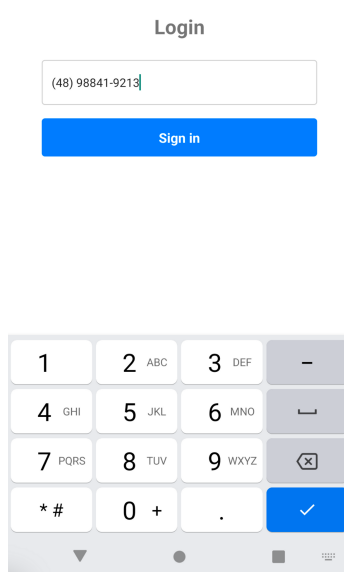 Login
(48) 98841-9213
Sign in
1 2 ABC 3 DEF –
4 GHI 5 JKL 6 MNO
7 PQRS 8 TUV 9 WXYZ
* # 0 + .